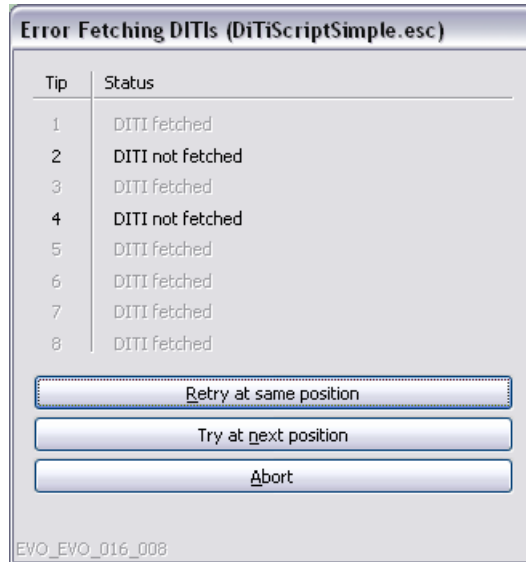 Error Fetching DITIs (DiTiScriptSimple.esc)
Tip Status
1 DITI fetched
2 DITI not fetched
3 DITI fetched
4 DITI not fetched
5 DITI fetched
6 DITI fetched
7 DITI fetched
8 DITI fetched
Retry at same position
Try at next position
Abort
EVO_EVO_016_008